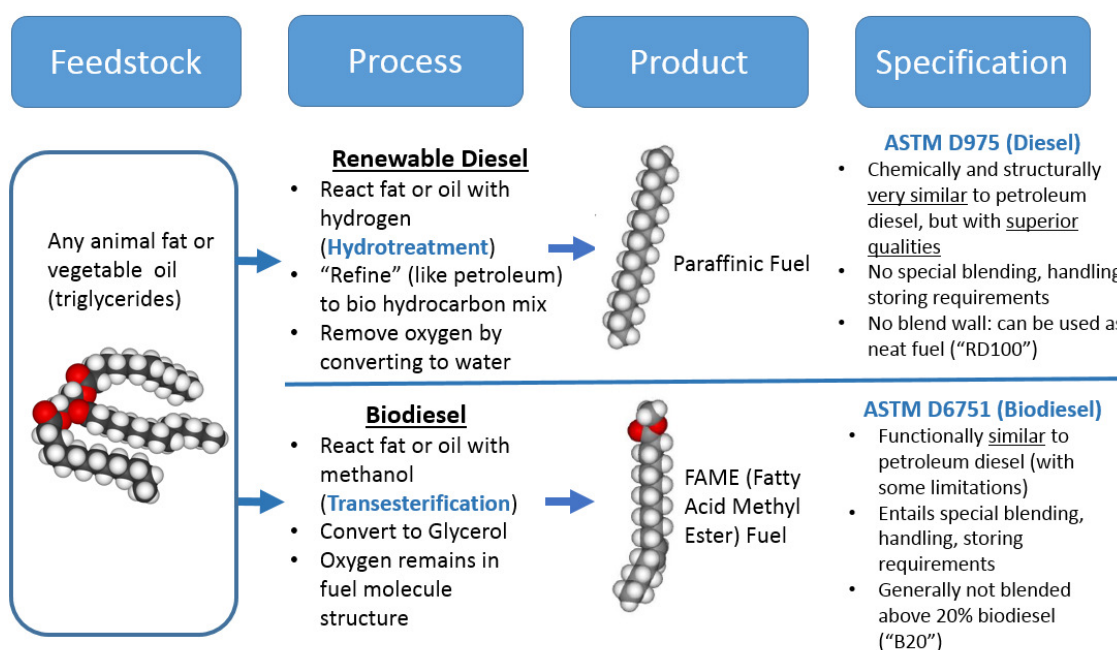 Feedstock
Process
Product
Specification
Any animal fat or
vegetable oil
(triglycerides)
Renewable Diesel
• React fat or oil with
hydrogen
(Hydrotreatment)
• “Refine” (like petroleum)
to bio hydrocarbon mix
• Remove oxygen by
converting to water
Paraffinic Fuel
ASTM D975 (Diesel)
• Chemically and structurally
very similar to petroleum
diesel, but with superior
qualities
• No special blending, handling
storing requirements
• No blend wall: can be used as
neat fuel (“RD100”)
Biodiesel
• React fat or oil with
methanol
(Transesterification)
• Convert to Glycerol
• Oxygen remains in
fuel molecule
structure
FAME (Fatty
Acid Methyl
Ester) Fuel
ASTM D6751 (Biodiesel)
• Functionally similar to
petroleum diesel (with
some limitations)
• Entails special blending,
handling, storing
requirements
• Generally not blended
above 20% biodiesel
(“B20”)